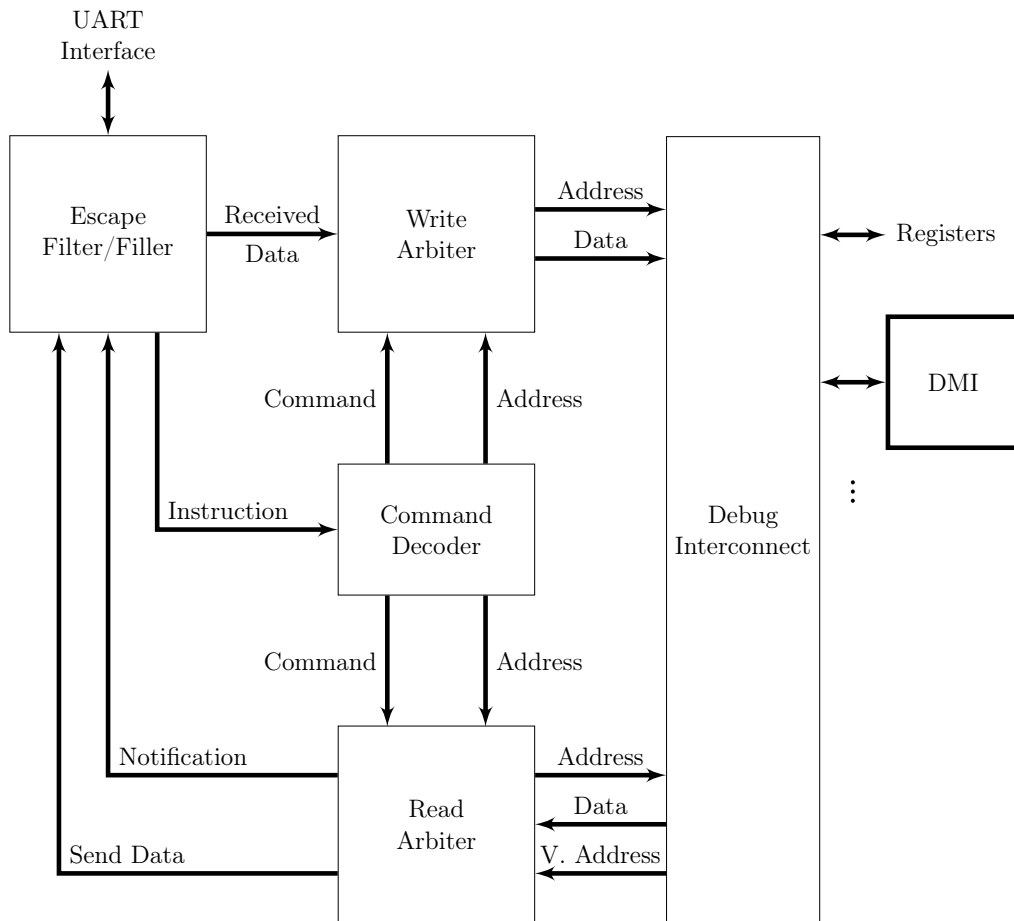 UART
Interface
Escape
Filter/Filler
Received
Data
Write
Arbiter
Address
Data
Registers
DMI
Command
Address
Instruction
Command
Decoder
Debug
Interconnect
Command
Address
Notification
Address
Read
Arbiter
Data
Send Data
V. Address